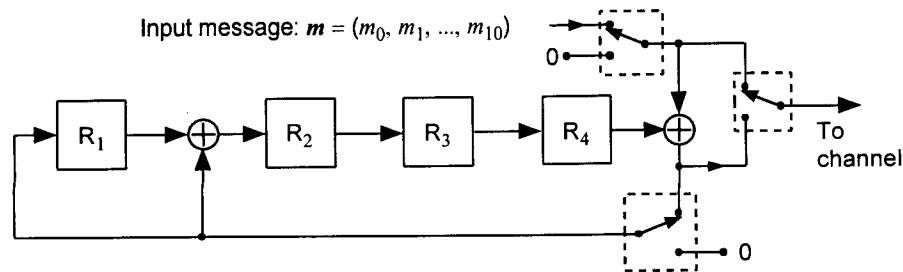 Input message: m = (m0, m1, ..., m10)
0
R1
R2
R3
R4
To
channel
0